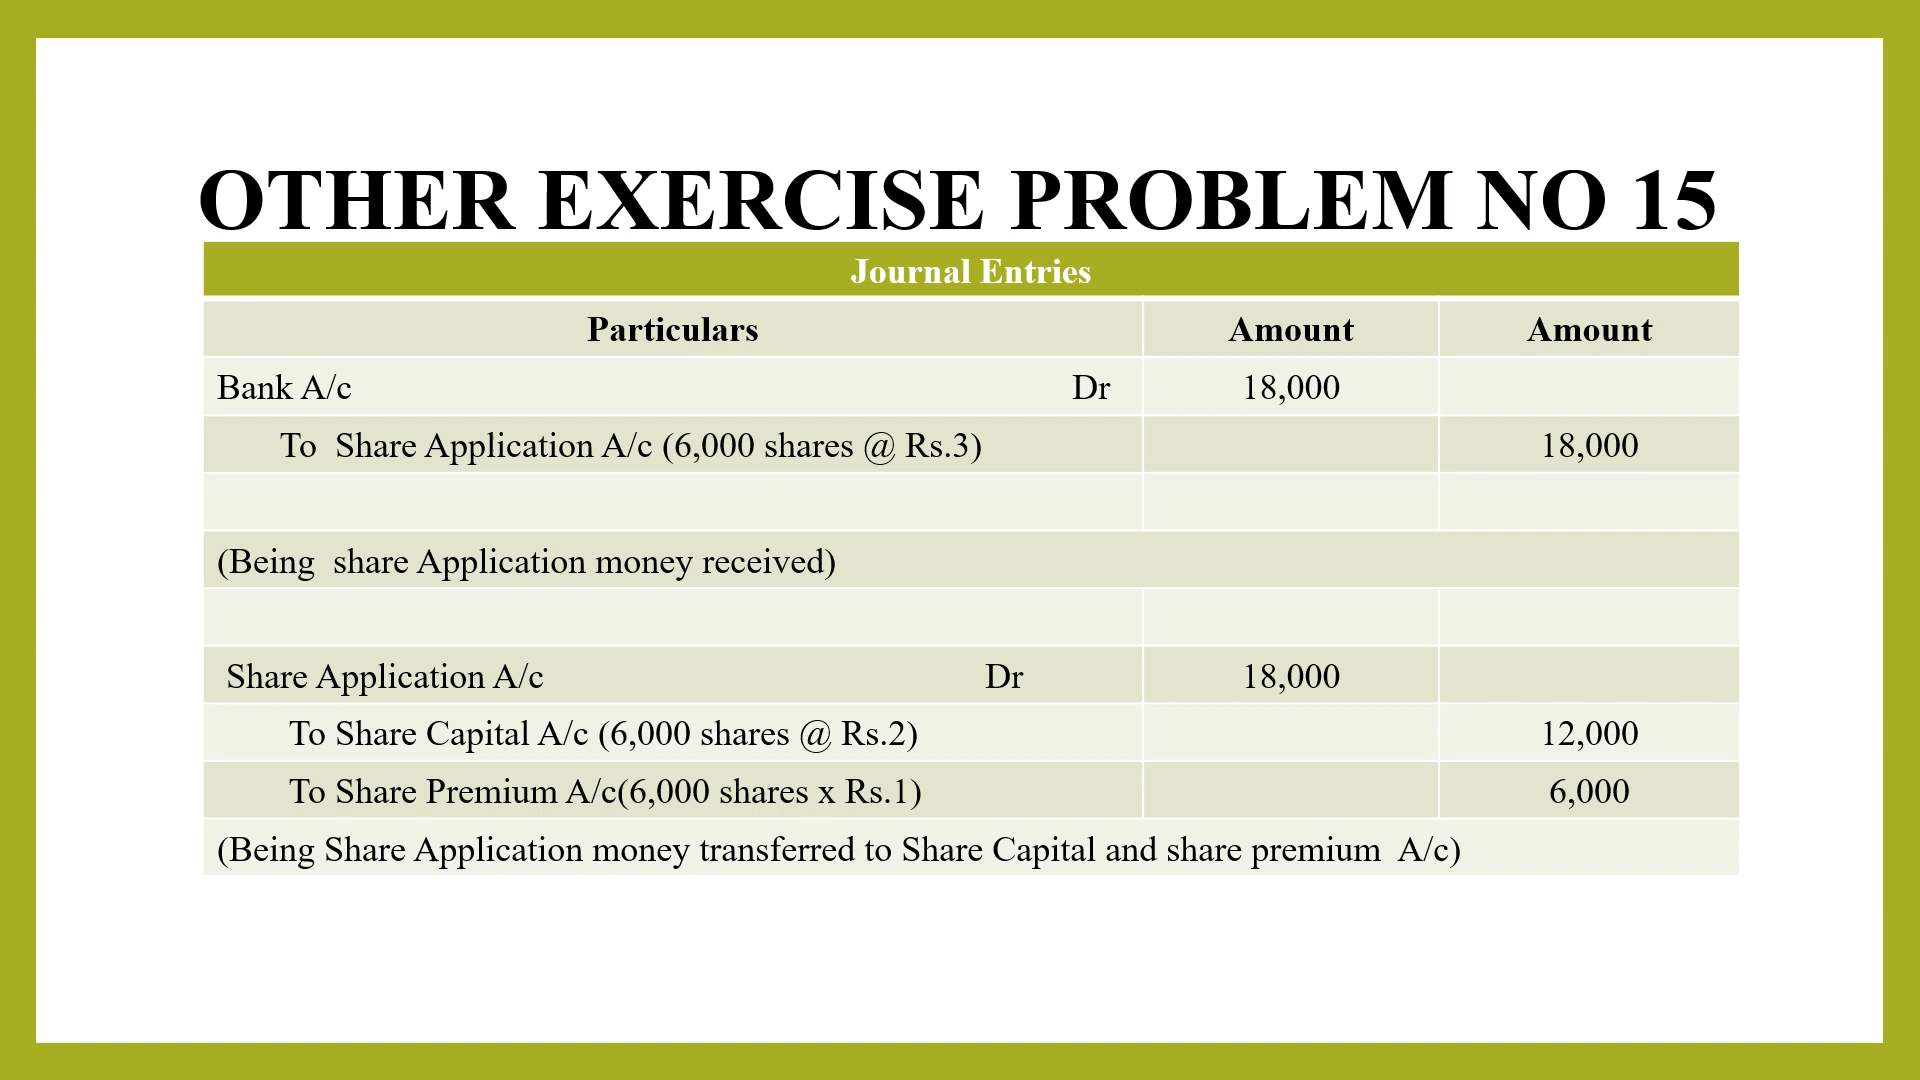 OTHER EXERCISE PROBLEM NO 15
Journal Entries
Particulars Amount Amount
Bank A/c Dr 18,000
To Share Application A/c (6,000 shares @ Rs.3) 18,000
(Being share Application money received)
Share Application A/c Dr 18,000
To Share Capital A/c (6,000 shares @ Rs.2) 12,000
To Share Premium A/c(6,000 shares x Rs.1) 6,000
(Being Share Application money transferred to Share Capital and share premium A/c)